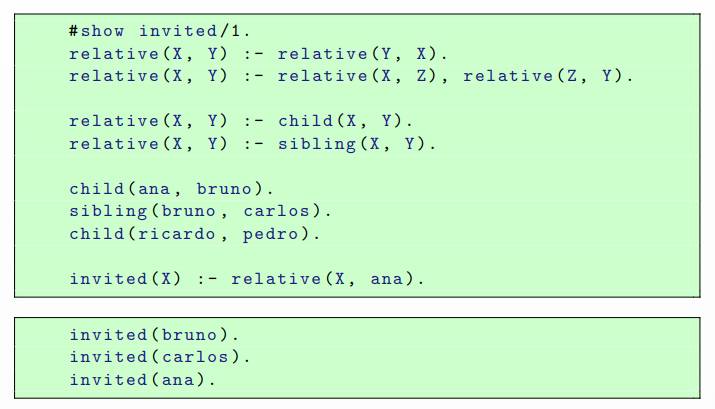 #show invited/1.
relative(X, Y) :- relative(Y, X).
relative(X, Y) :- relative(X, Z), relative(Z, Y).
relative(X, Y) :- child(X, Y).
relative(X, Y) :- sibling(X, Y).
child(ana, bruno).
sibling(bruno, carlos).
child(ricardo, pedro).
invited(X) :- relative(X, ana).
invited(bruno).
invited(carlos).
invited(ana).